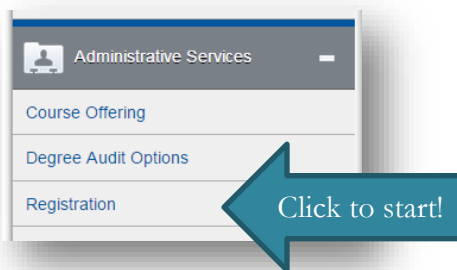 Administrative Services
Course Offering
Degree Audit Options
Registration
Click to start!